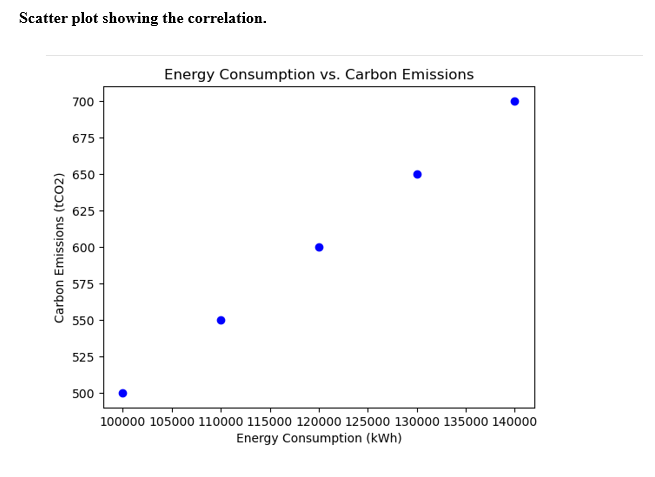 Scatter plot showing the correlation.
Energy Consumption vs. Carbon Emissions
Carbon Emissions (tCO2)
700
675
650
625
600
575
550
525
500
100000 105000 110000 115000 120000 125000 130000 135000 140000
Energy Consumption (kWh)